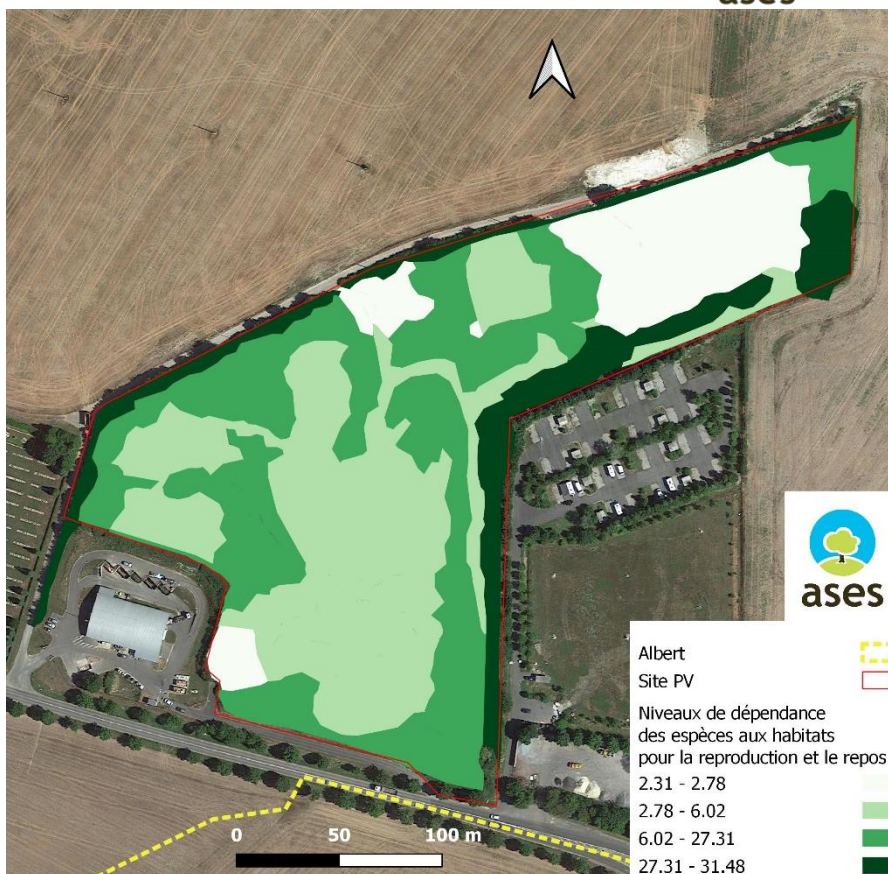 ases
ases
Albert
Site PV
Niveaux de dépendance
des espèces aux habitats
pour la reproduction et le repos
2.31 - 2.78
2.78 - 6.02
6.02 - 27.31
27.31 - 31.48
0 50 100 m